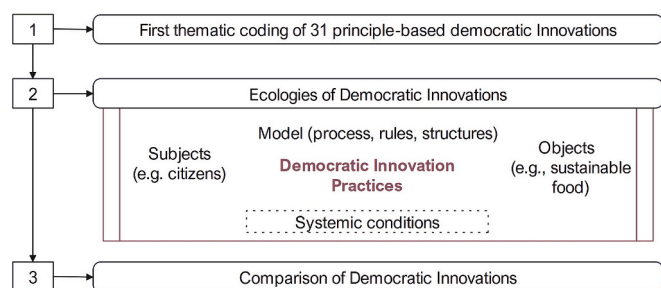 1
First thematic coding of 31 principle-based democratic Innovations
2
Ecologies of Democratic Innovations
Subjects
(e.g. citizens)
Model (process, rules, structures)
Democratic Innovation
Practices
Objects
(e.g., sustainable
food)
Systemic conditions
3
Comparison of Democratic Innovations